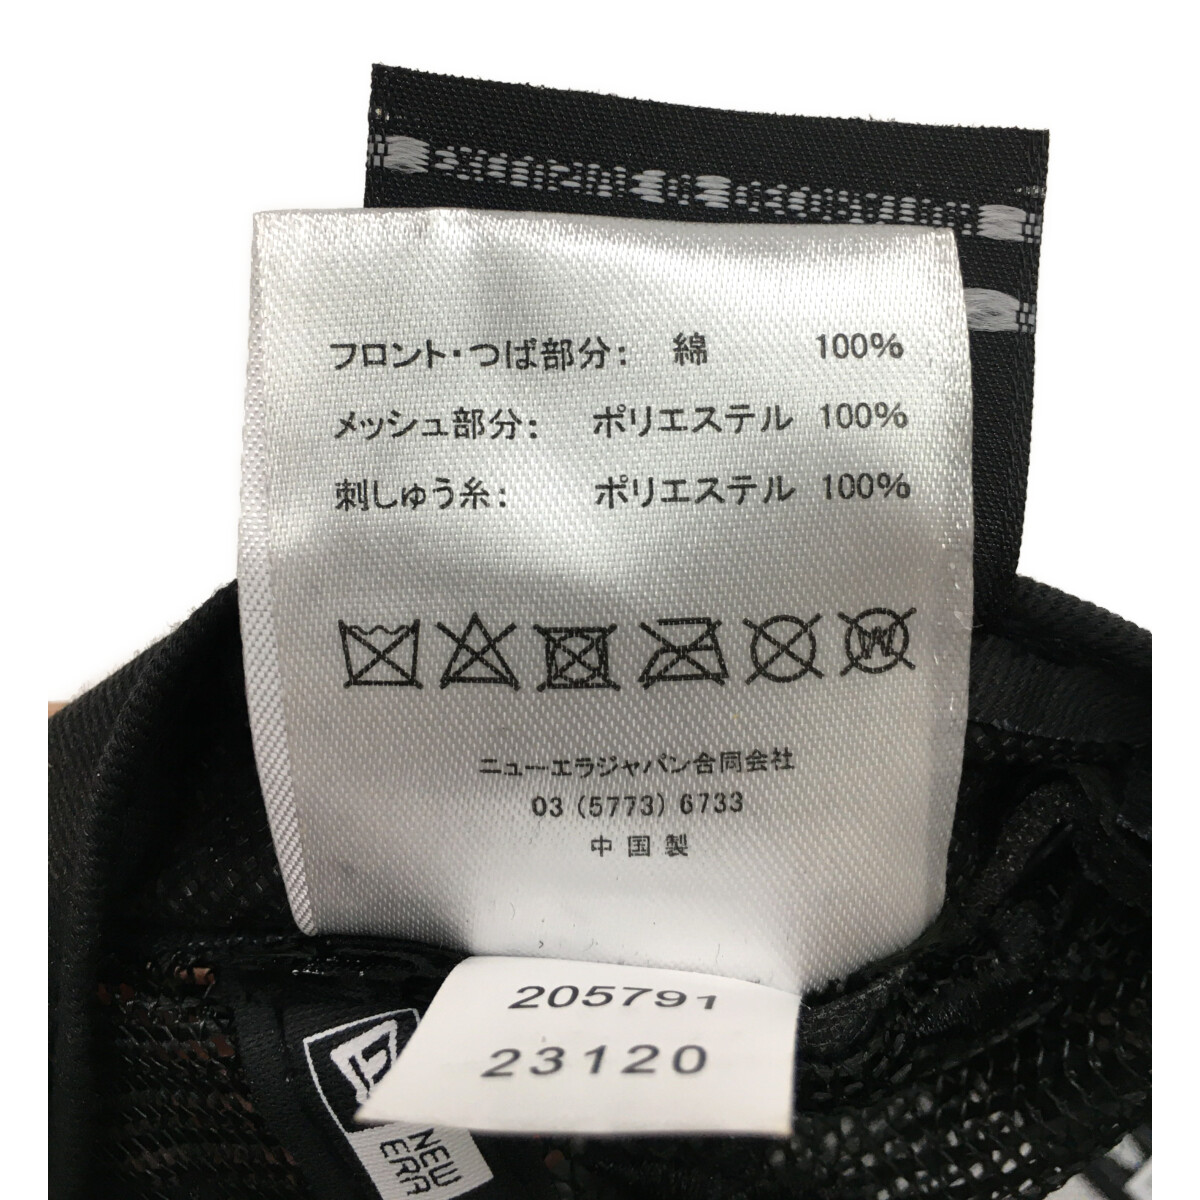 フロント・つば部分: 綿 100%
メッシュ部分: ポリエステル 100%
刺しゅう糸: ポリエステル 100%
ニューエラジャパン合同会社
03 (5773) 6733
中国製
205791
23120
NEW
ERA